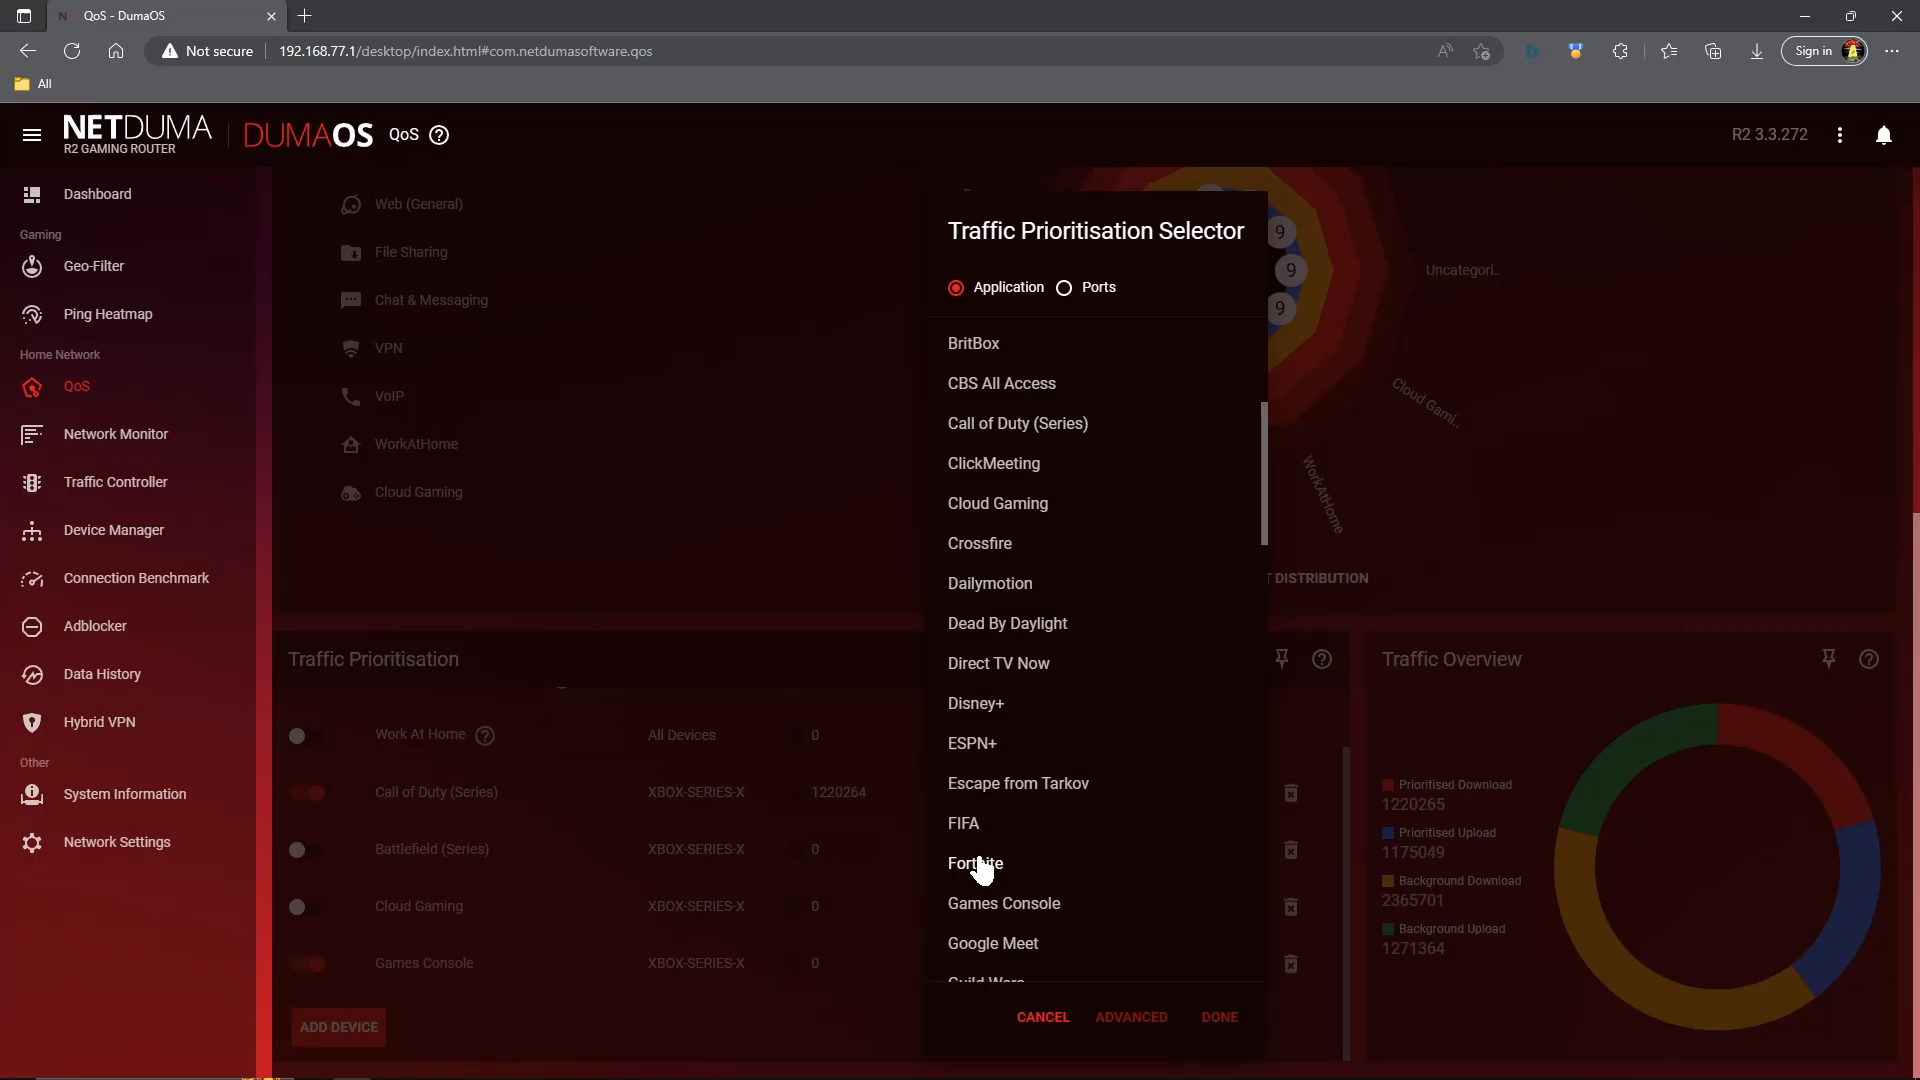 QoS - DumaOS
Not secure
192.168.77.1/desktop/index.html#com.netdumasoftware.qos
Sign in
All
NETDUMA
R2 GAMING ROUTER
DUMAOS
QoS
R2 3.3.272
Dashboard
Gaming
Geo-Filter
Ping Heatmap
Home Network
QoS
Network Monitor
Traffic Controller
Device Manager
Connection Benchmark
Adblocker
Data History
Hybrid VPN
Other
System Information
Network Settings
Web (General)
File Sharing
Chat & Messaging
VPN
VoIP
WorkAtHome
Cloud Gaming
9
9
9
Uncategori..
Cloud Gami..
WorkAtHome
T DISTRIBUTION
Traffic Prioritisation Selector
Application
Ports
BritBox
CBS All Access
Call of Duty (Series)
ClickMeeting
Cloud Gaming
Crossfire
Dailymotion
Dead By Daylight
Direct TV Now
Disney+
ESPN+
Escape from Tarkov
FIFA
Fortnite
Games Console
Google Meet
Guild Wars
CANCEL
ADVANCED
DONE
Traffic Prioritisation
Work At Home
All Devices
0
Call of Duty (Series)
XBOX-SERIES-X
1220264
Battlefield (Series)
XBOX-SERIES-X
0
Cloud Gaming
XBOX-SERIES-X
0
Games Console
XBOX-SERIES-X
0
ADD DEVICE
Traffic Overview
Prioritised Download
1220265
Prioritised Upload
1175049
Background Download
2365701
Background Upload
1271364